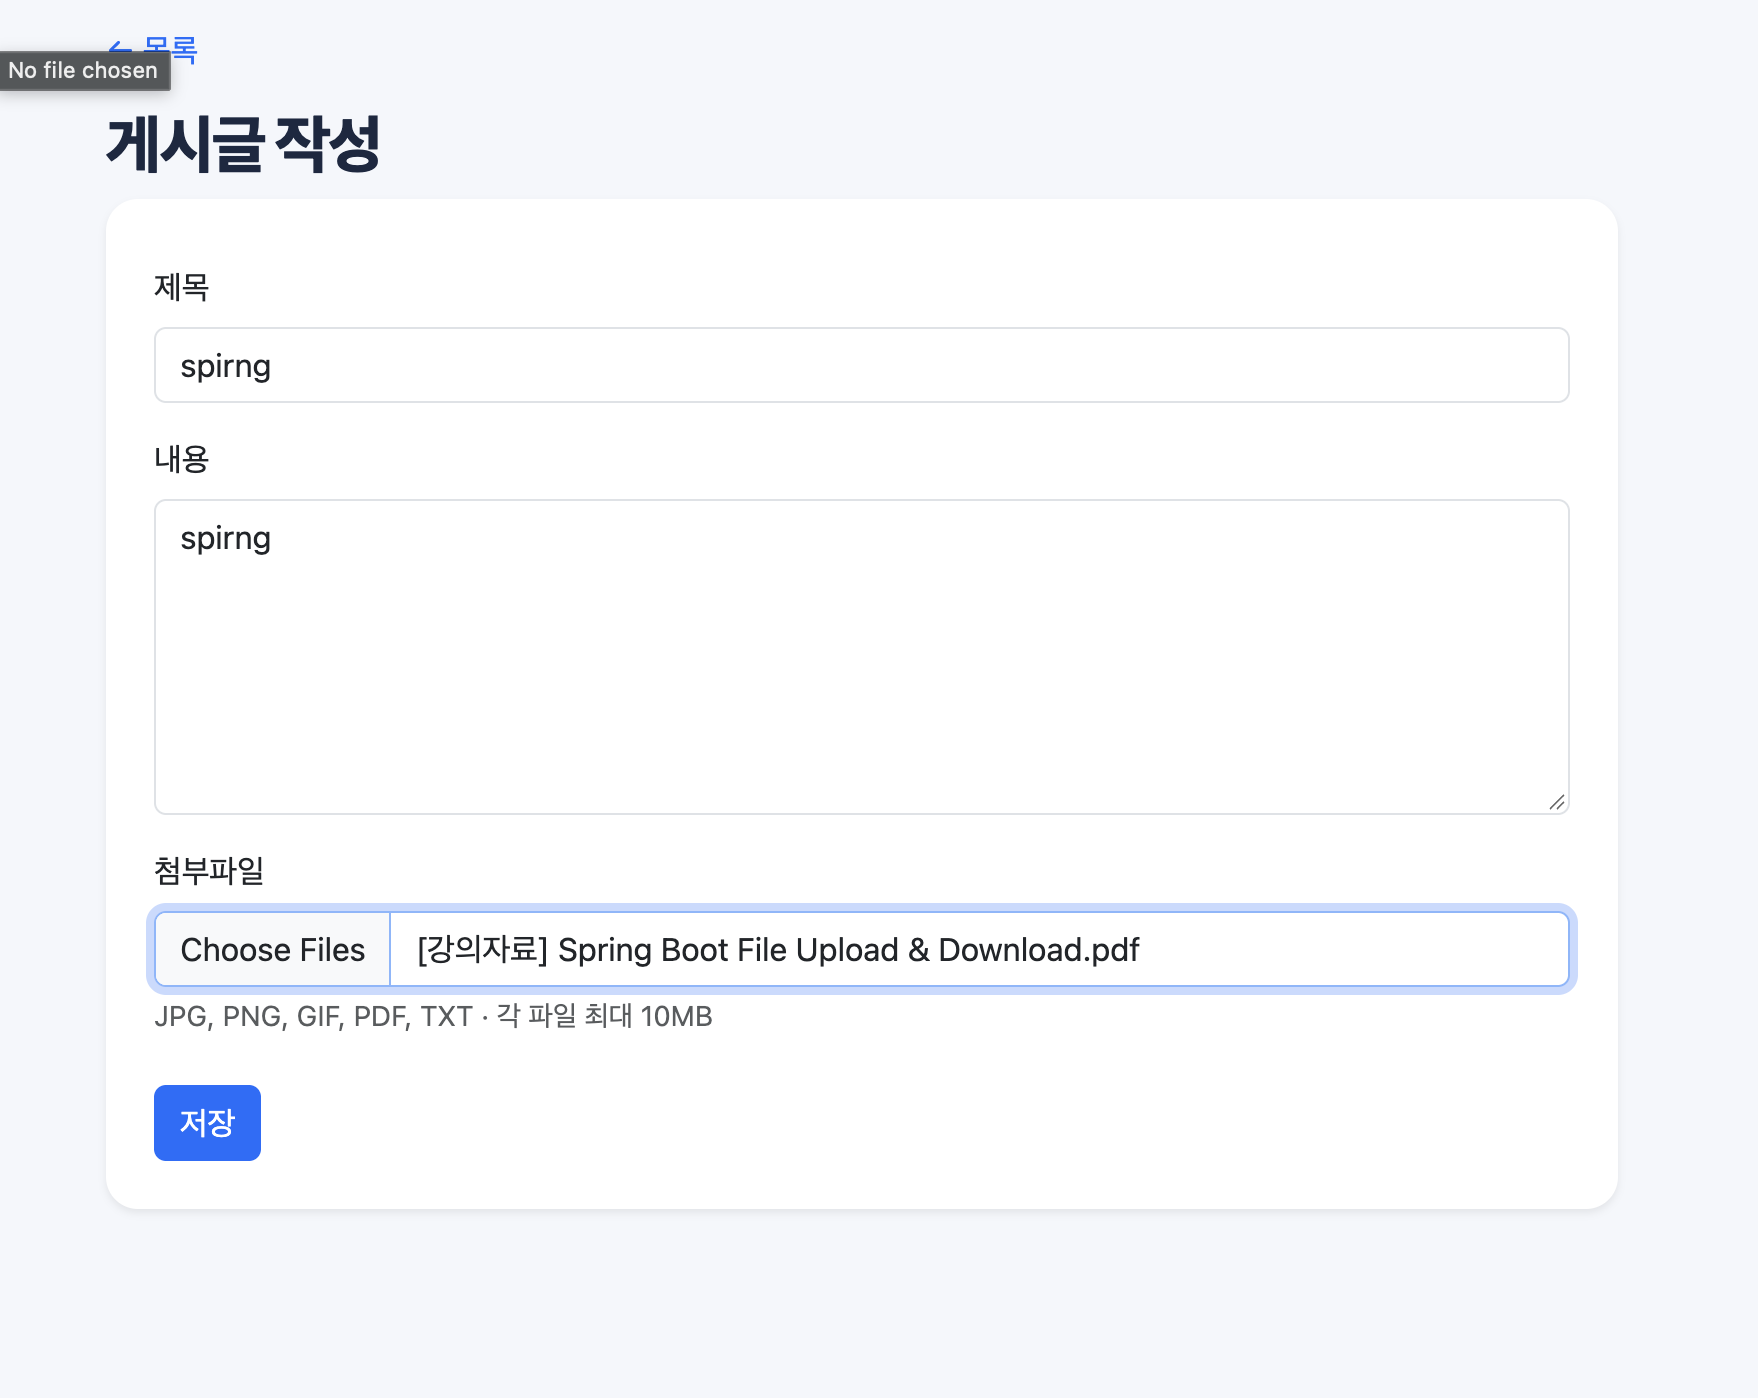 ← 목록
No file chosen
게시글 작성
제목
spirng
내용
spirng
첨부파일
Choose Files [강의자료] Spring Boot File Upload & Download.pdf
JPG, PNG, GIF, PDF, TXT · 각 파일 최대 10MB
저장